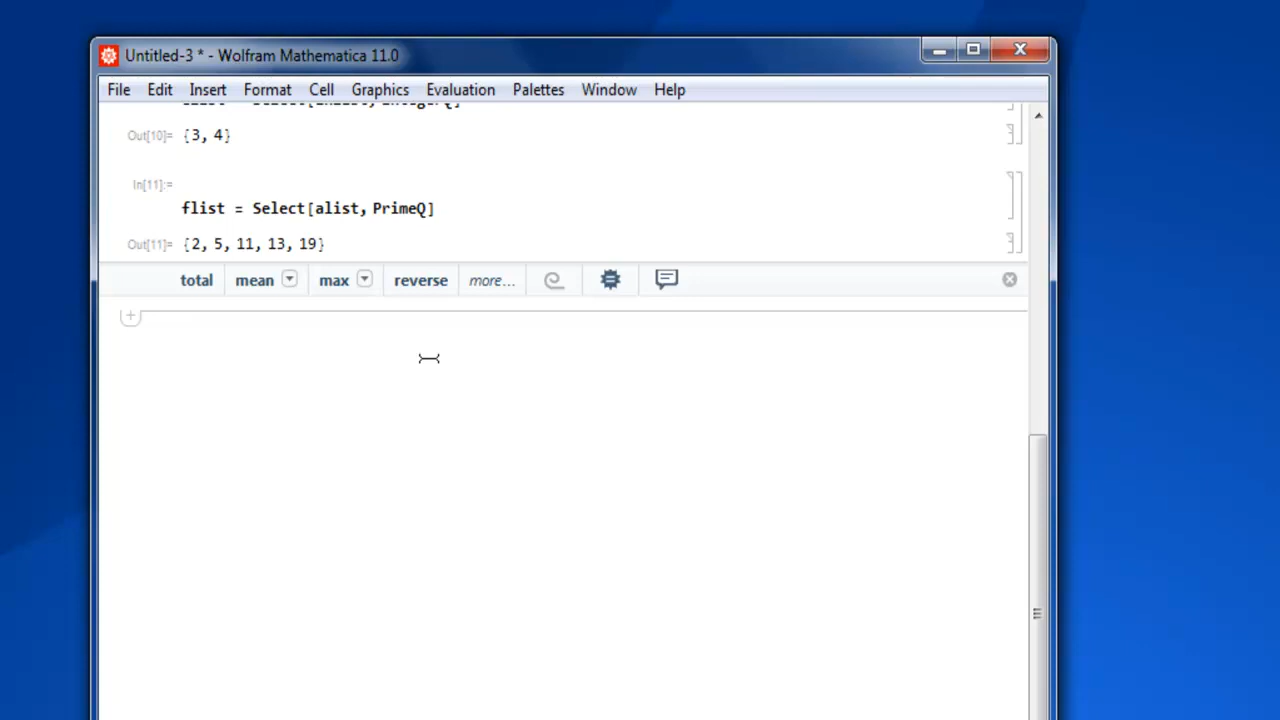 Untitled-3 * - Wolfram Mathematica 11.0
File Edit Insert Format Cell Graphics Evaluation Palettes Window Help
Out[10]= {3, 4}
In[11]:=
flist = Select[alist, PrimeQ]
Out[11]= {2, 5, 11, 13, 19}
total mean max reverse more...